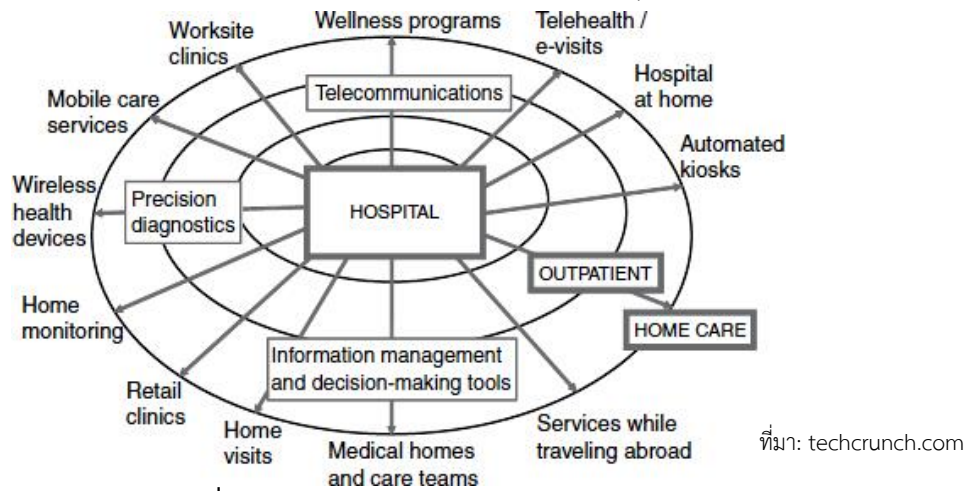 Wellness programs
Telehealth /
e-visits
Worksite
clinics
Hospital
at home
Telecommunications
Mobile care
services
Automated
kiosks
Wireless
health
devices
Precision
diagnostics
HOSPITAL
OUTPATIENT
HOME CARE
Home
monitoring
Information management
and decision-making tools
Retail
clinics
Home
visits
Medical homes
and care teams
Services while
traveling abroad
ที่มา: techcrunch.com